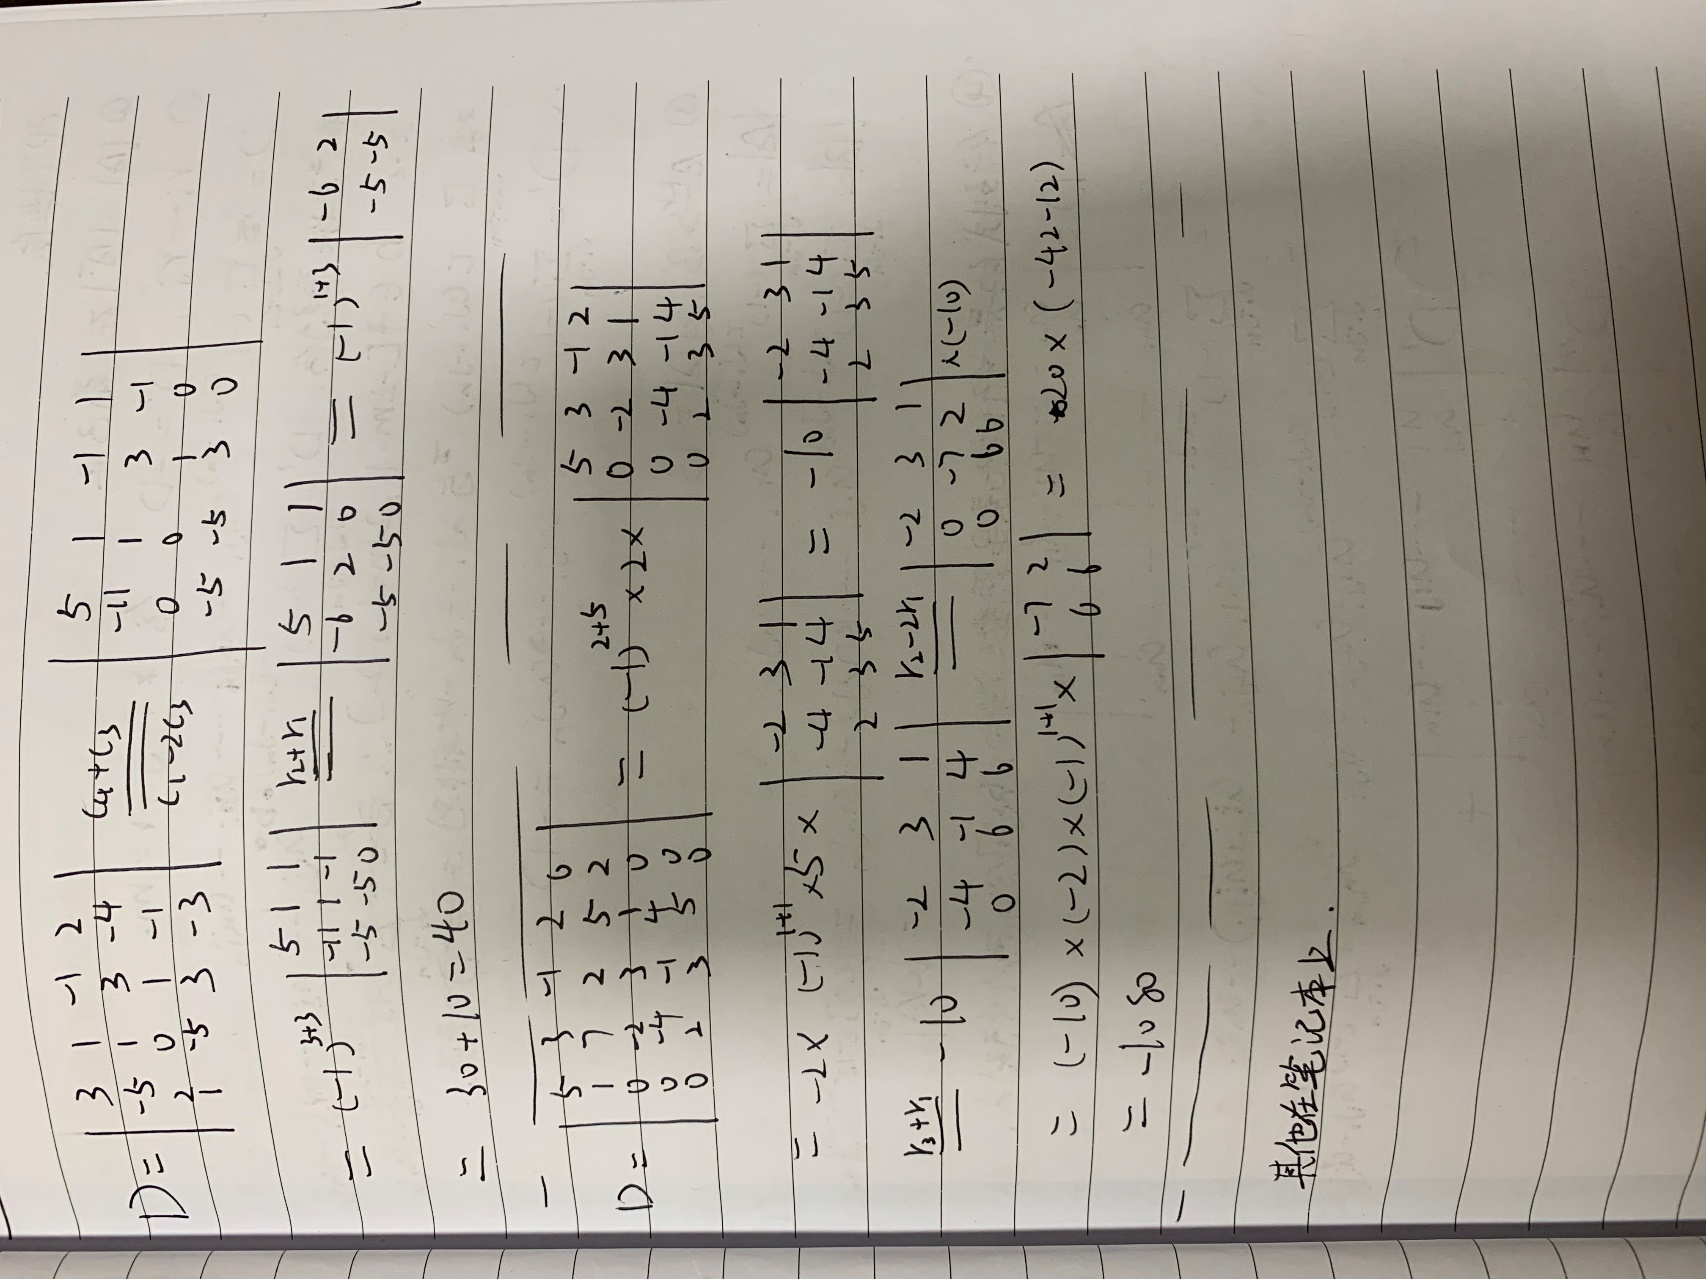 D = | 3 1 -1 2 | c4+c3 | 5 1 -1 1 |
| -5 1 3 -4 | c1-2c3 | -11 1 3 -1 |
| 2 0 1 -1 | | 0 0 1 0 |
| 1 -5 3 -3 | | -5 -5 3 0 |
= (-1)^{3+3} | 5 1 1 | r2+r1 | 5 1 1 | = (-1)^{1+3} | -6 2 |
| -11 1 -1 | | -6 2 0 | | -5 -5 |
| -5 -5 0 | | -5 -5 0 |
= 30+10=40
D = | 5 3 -1 2 0 | = (-1)^{2+5} ×2× | 5 3 -1 2 |
| 1 7 2 5 2 | | 0 -2 3 1 |
| 0 -2 3 1 0 | | 0 -4 -1 4 |
| 0 -4 -1 4 0 | | 0 2 3 5 |
| 0 2 3 5 0 |
= -2× (-1)^{1+1} ×5× | -2 3 1 | = -10 | -2 3 1 |
| -4 -1 4 | | -4 -1 4 |
| 2 3 5 | | 2 3 5 |
r3+r1 -10 | -2 3 1 | r2-2r1 | -2 3 1 | ×(-10)
| -4 -1 4 | | 0 -7 2 |
| 0 6 6 | | 0 6 6 |
= (-10) ×(-2)×(-1)^{1+1} × | -7 2 | = 20×(-42-12)
| 6 6 |
= -1080
其他在笔记本上.